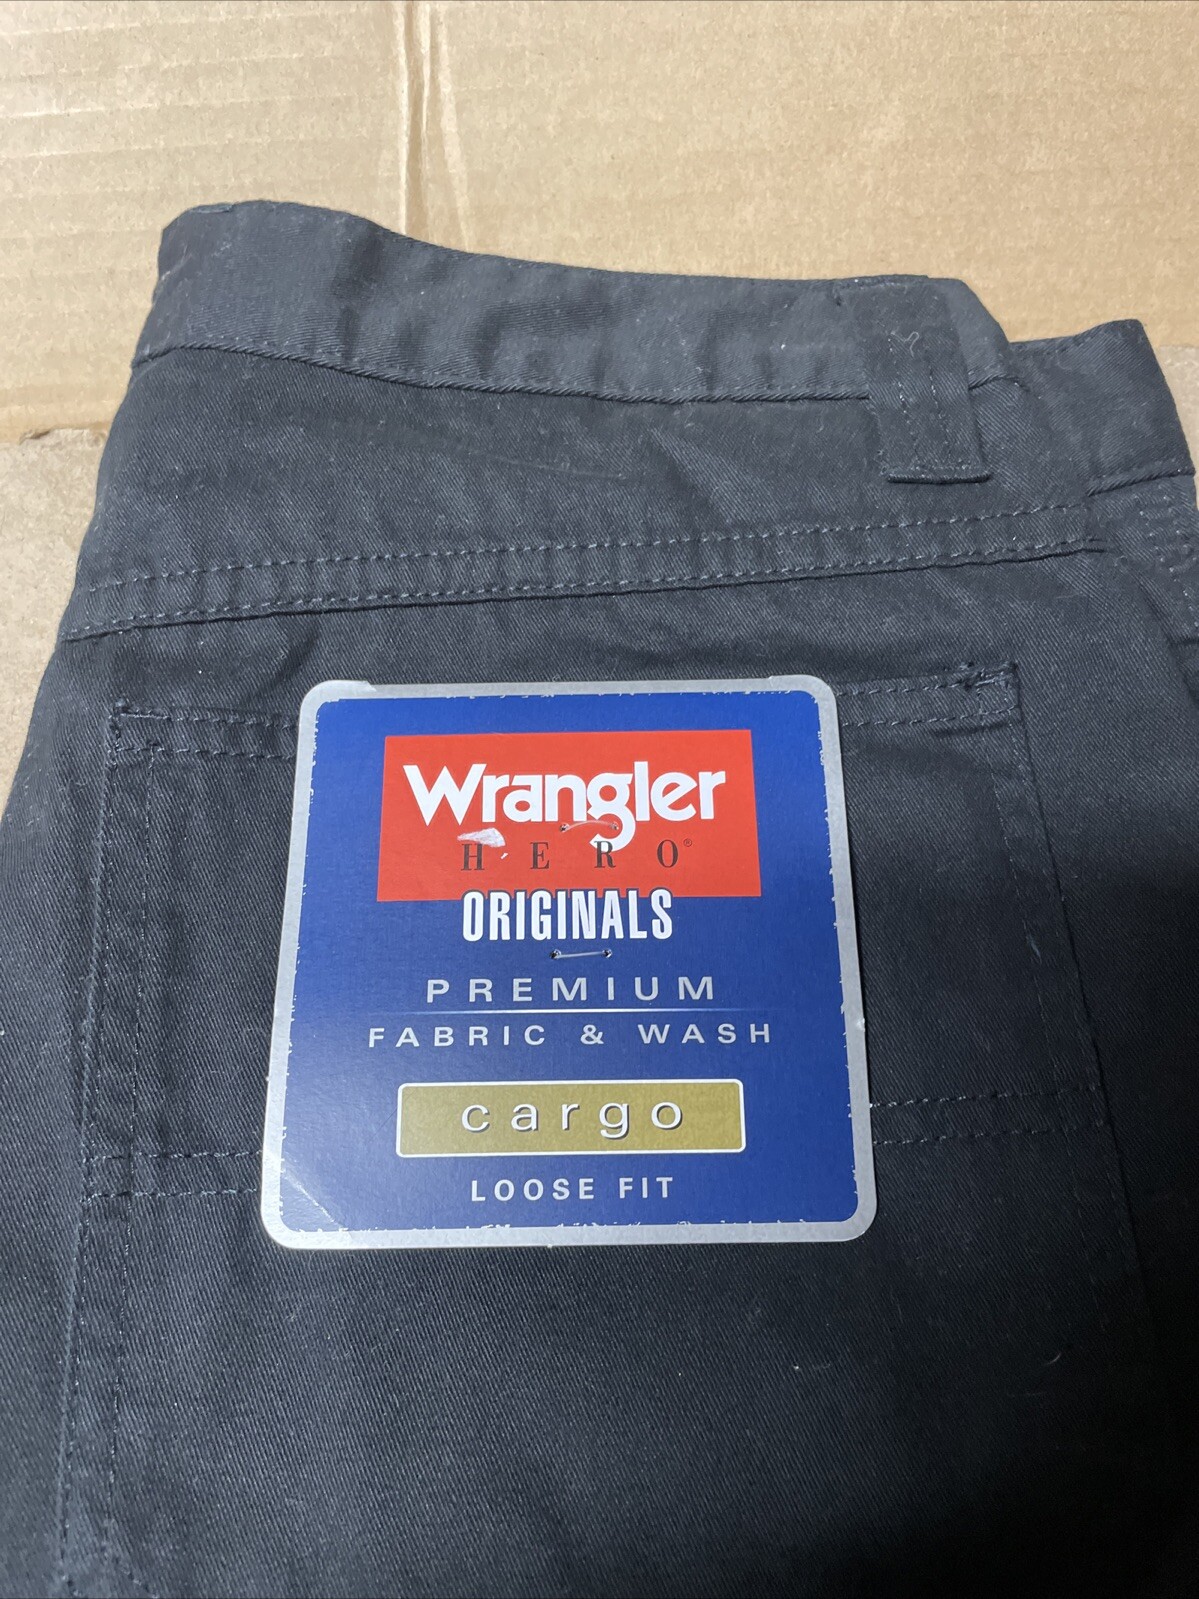 Wrangler
HERO®
ORIGINALS
PREMIUM
FABRIC & WASH
cargo
LOOSE FIT